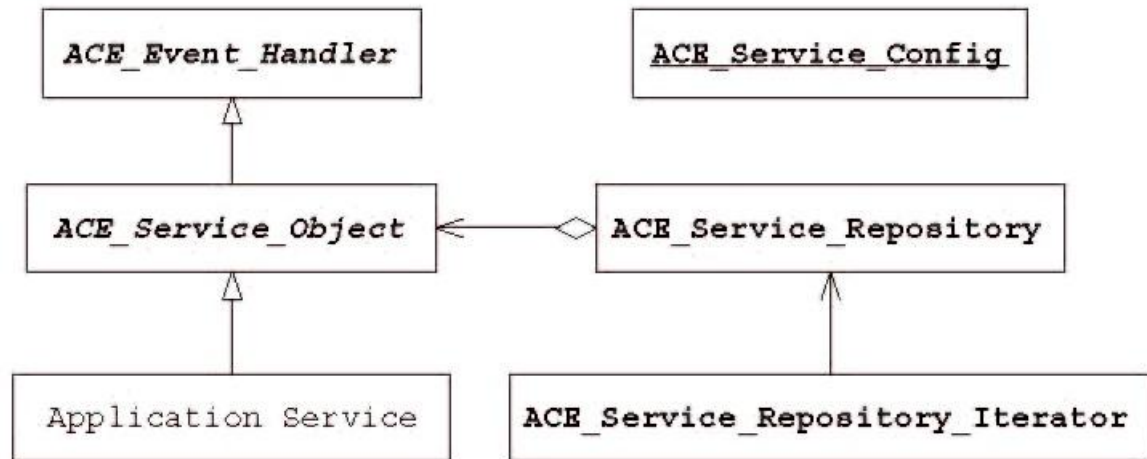 ACE_Event_Handler
ACE_Service_Config
ACE_Service_Object
ACE_Service_Repository
Application Service
ACE_Service_Repository_Iterator